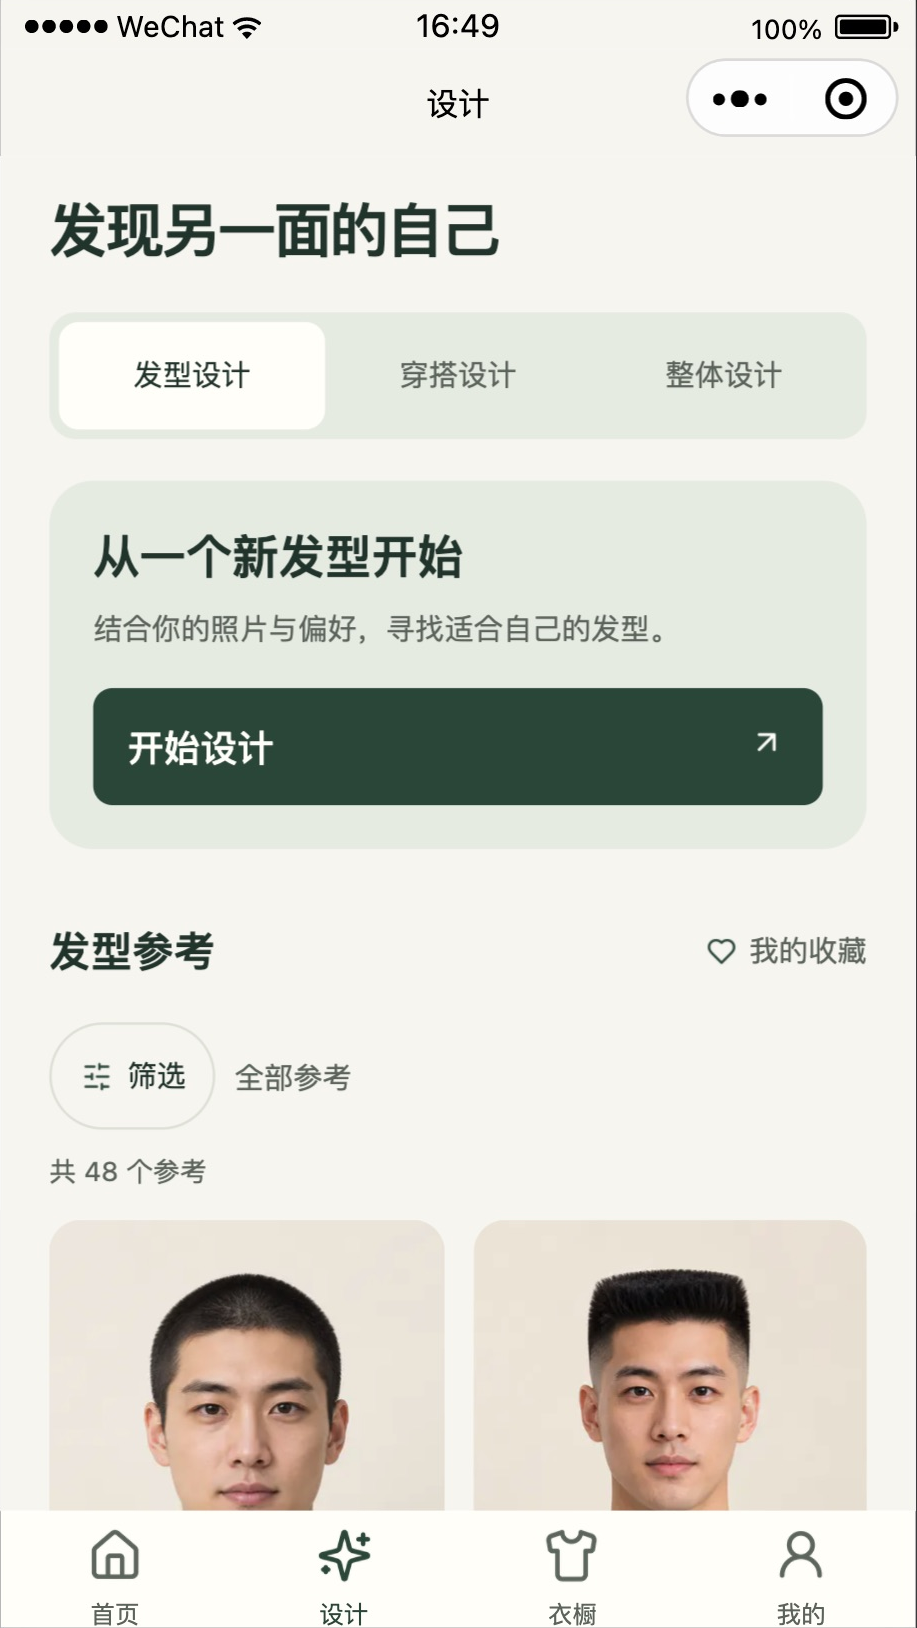 WeChat 16:49 100%
设计
发现另一面的自己
发型设计 穿搭设计 整体设计
从一个新发型开始
结合你的照片与偏好，寻找适合自己的发型。
开始设计
发型参考 我的收藏
筛选 全部参考
共 48 个参考
首页 设计 衣橱 我的